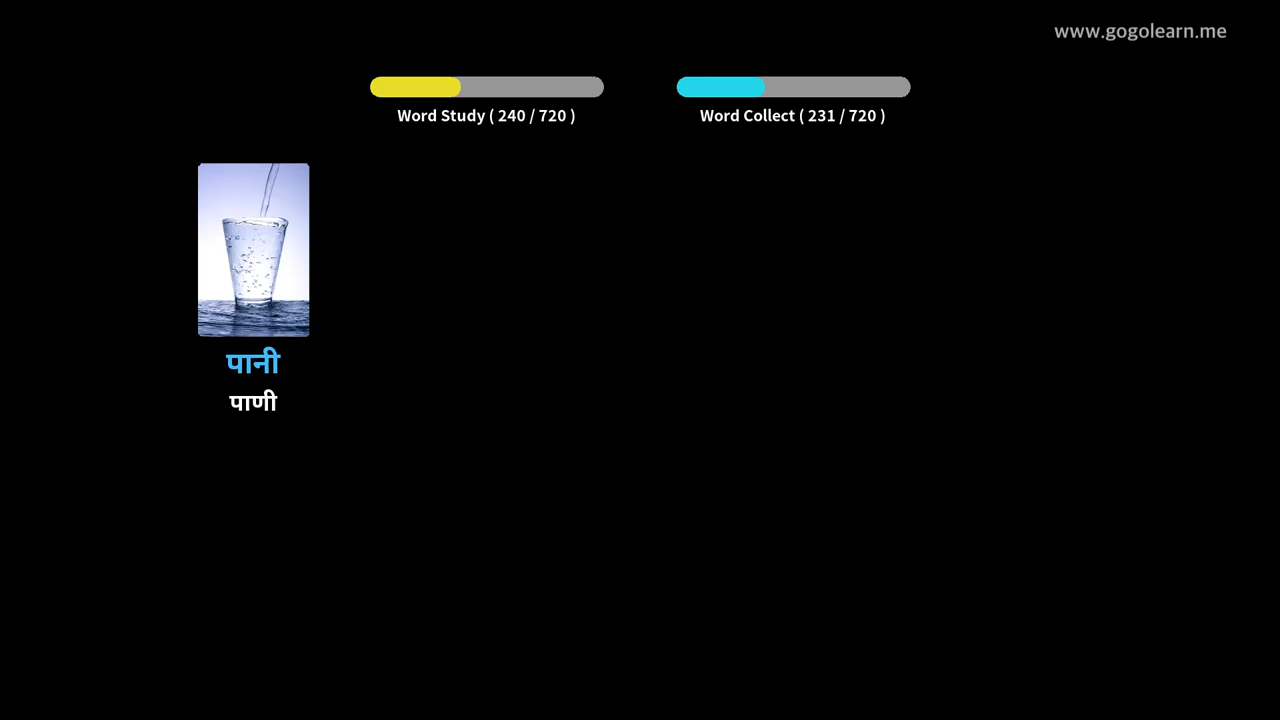 www.gogolearn.me
Word Study ( 240 / 720 )
Word Collect ( 231 / 720 )
पानी
पाणी